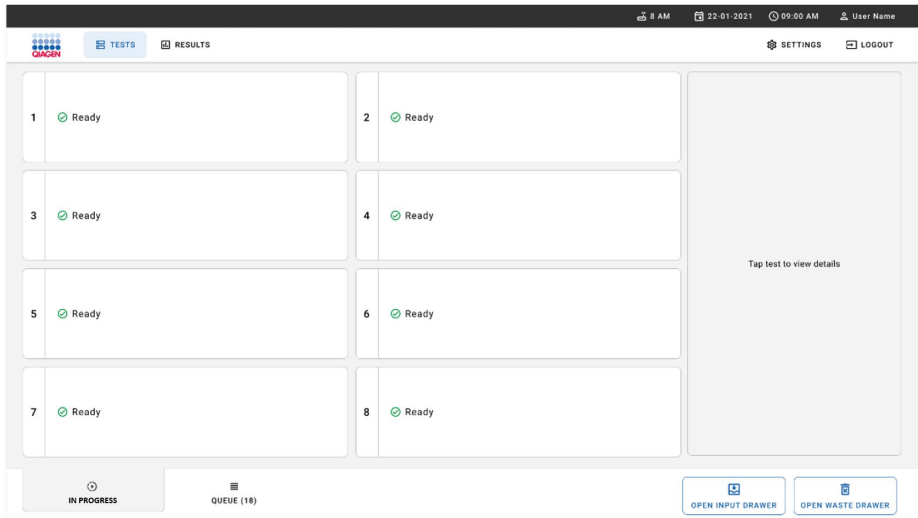 8 AM 22-01-2021 09:00 AM User Name
QIAGEN TESTS RESULTS SETTINGS LOGOUT
1 Ready 2 Ready
3 Ready 4 Ready
Tap test to view details
5 Ready 6 Ready
7 Ready 8 Ready
IN PROGRESS QUEUE (18) OPEN INPUT DRAWER OPEN WASTE DRAWER